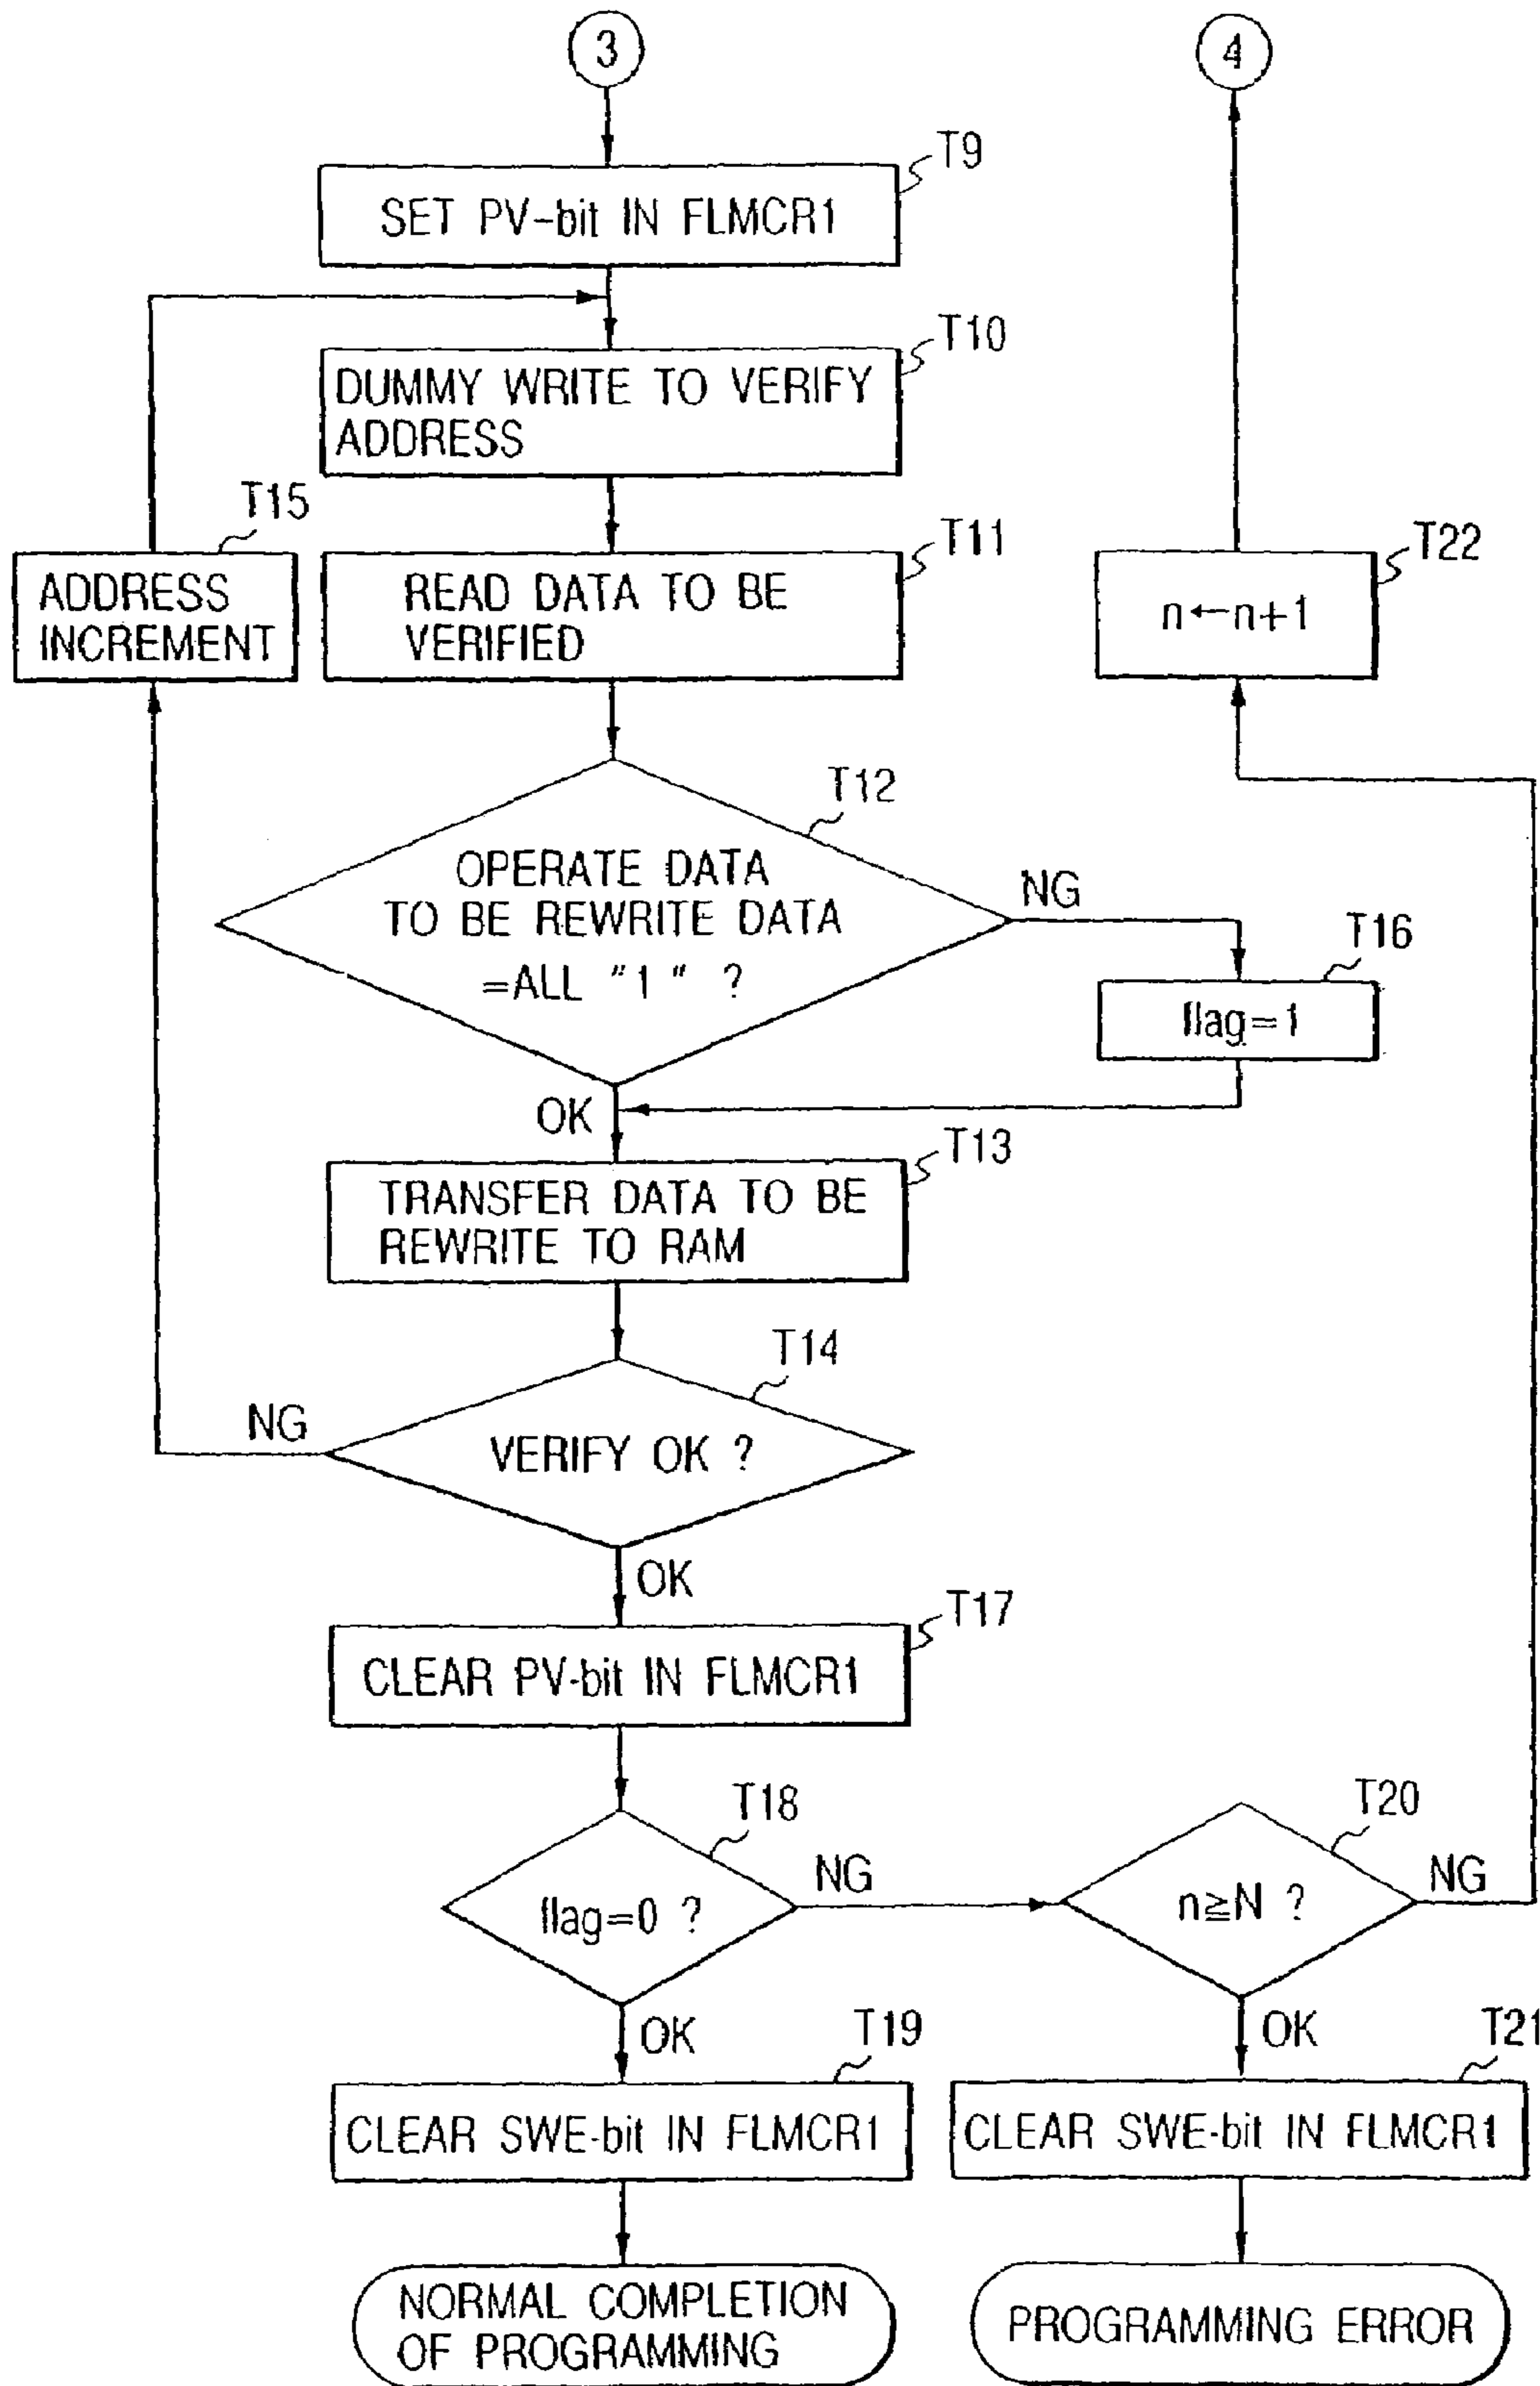 3
4
T9
SET PV-bit IN FLMCR1
T10
DUMMY WRITE TO VERIFY
ADDRESS
T15
ADDRESS
INCREMENT
T11
READ DATA TO BE
VERIFIED
T22
n←n+1
T12
OPERATE DATA
TO BE REWRITE DATA
=ALL "1" ?
NG
T16
flag=1
OK
T13
TRANSFER DATA TO BE
REWRITE TO RAM
T14
NG
VERIFY OK ?
OK
T17
CLEAR PV-bit IN FLMCR1
T18
flag=0 ?
NG
T20
n≧N ?
NG
OK
T19
CLEAR SWE-bit IN FLMCR1
OK
T21
CLEAR SWE-bit IN FLMCR1
NORMAL COMPLETION
OF PROGRAMMING
PROGRAMMING ERROR